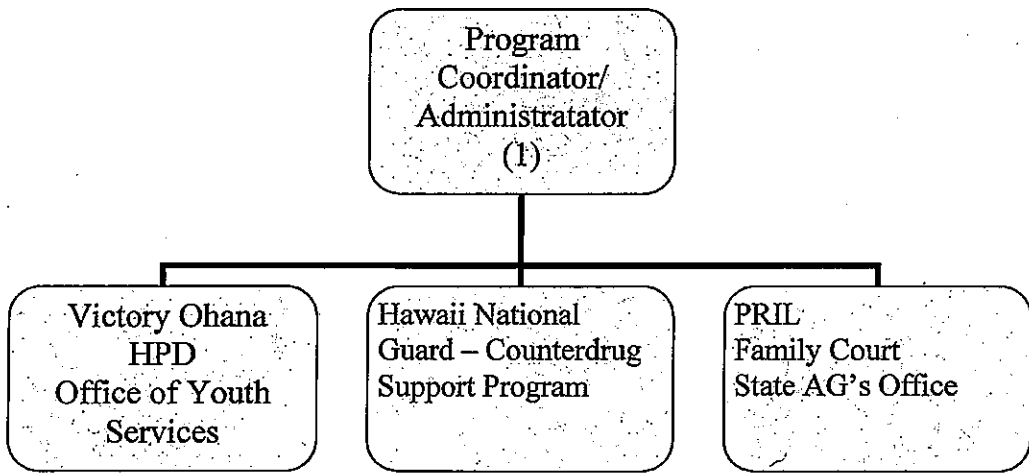 Program
Coordinator/
Administratator
(1)
Victory Ohana
HPD
Office of Youth
Services
Hawaii National
Guard – Counterdrug
Support Program
PRIL
Family Court
State AG's Office